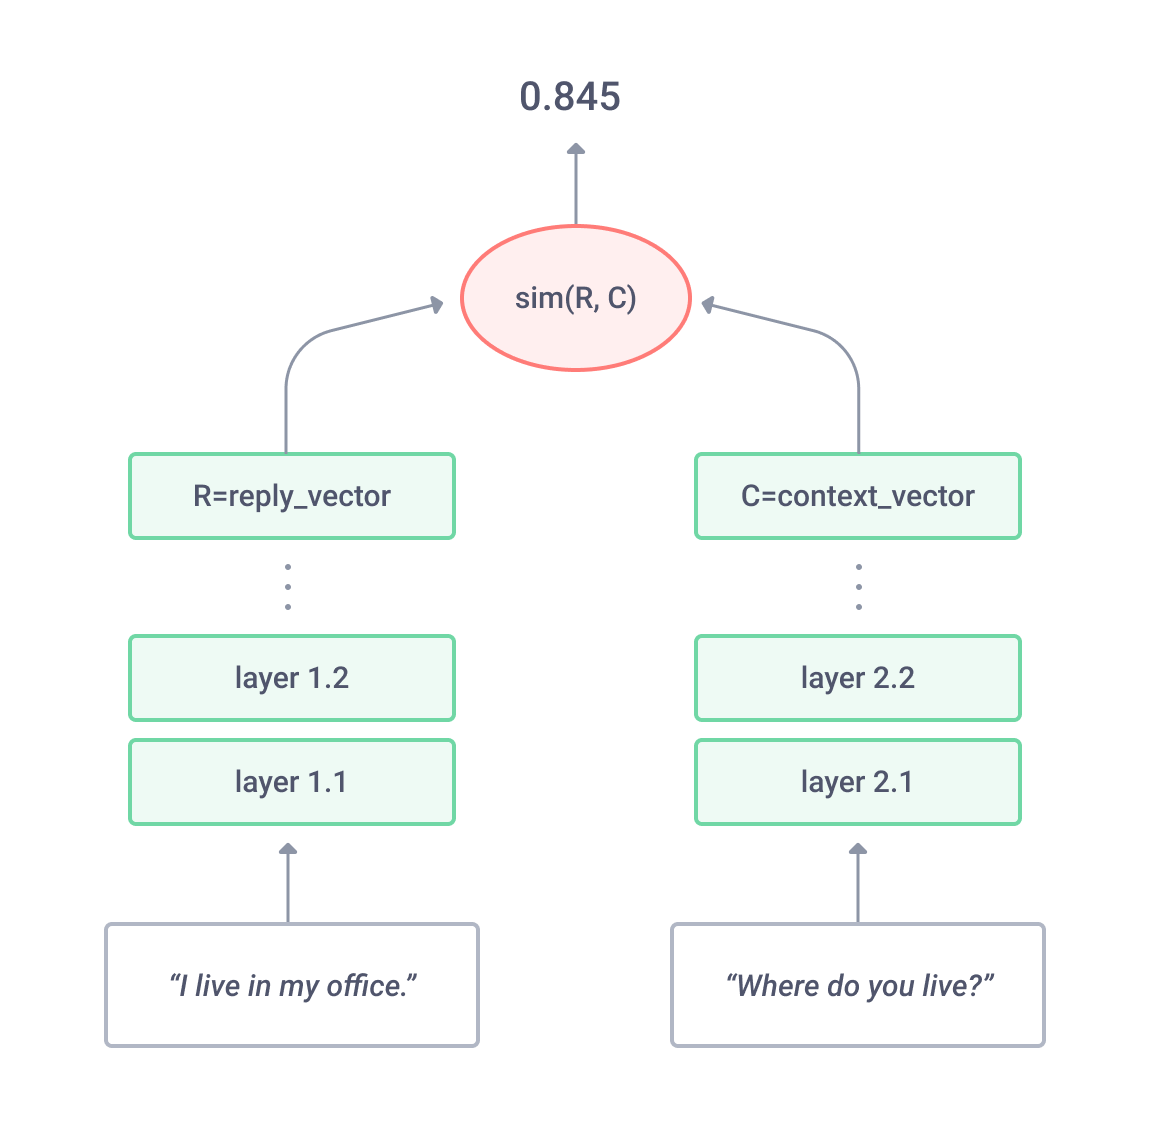 0.845
sim(R, C)
R=reply_vector
C=context_vector
layer 1.2
layer 2.2
layer 1.1
layer 2.1
“I live in my office.”
“Where do you live?”